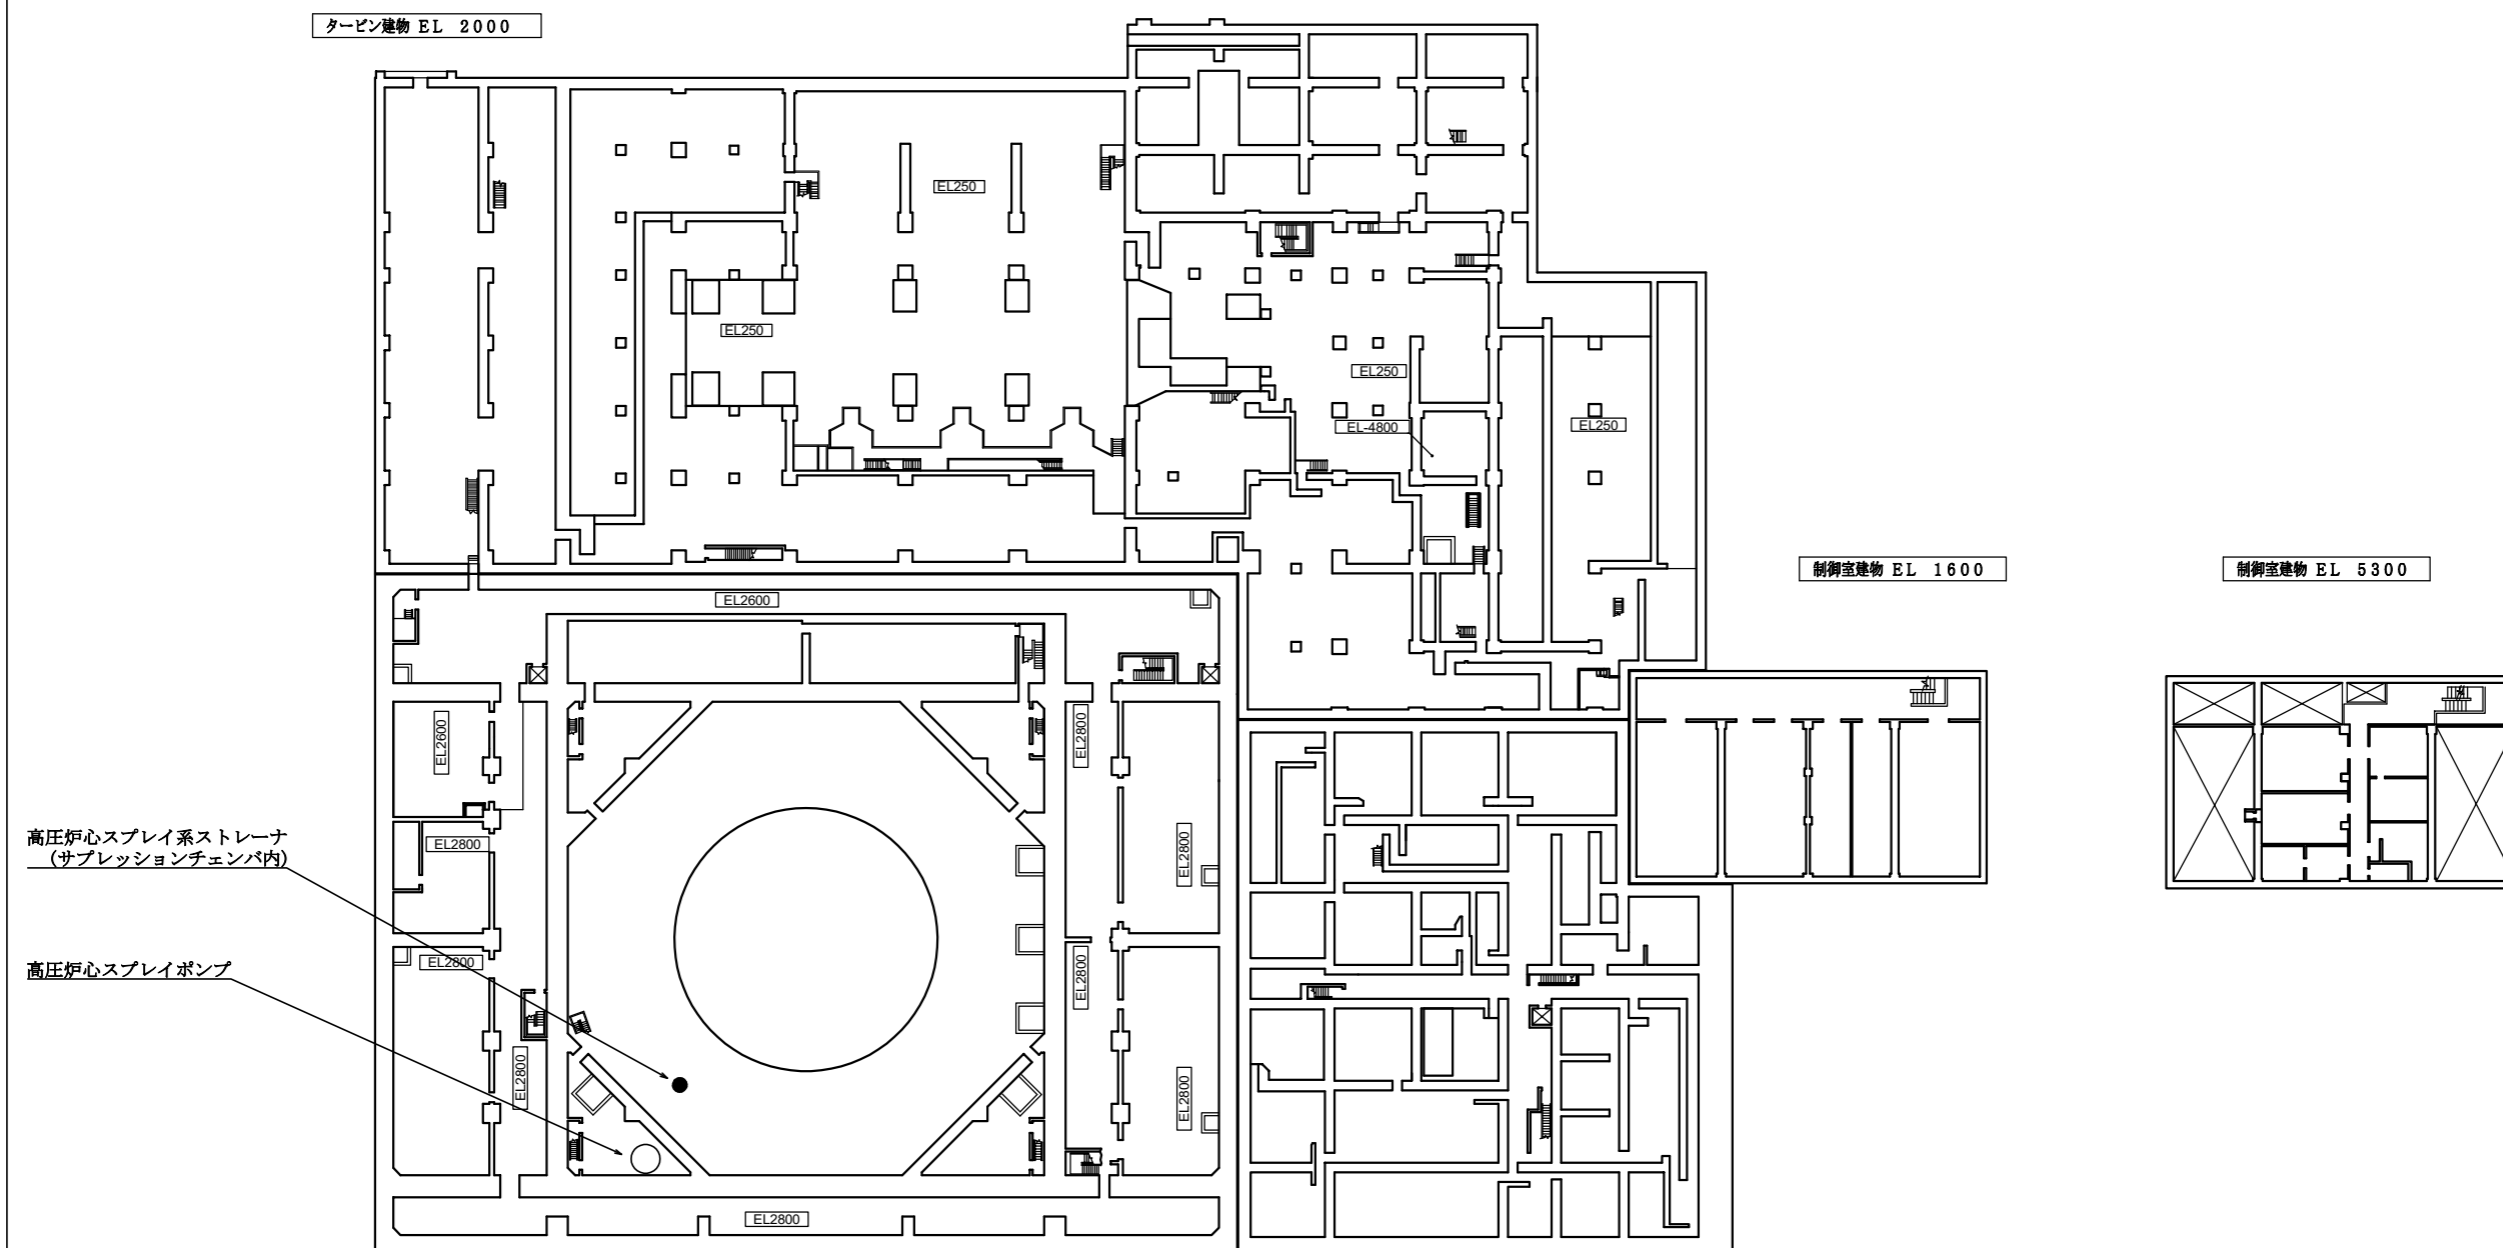 タービン建物 EL 2000
EL250
EL250
EL250
EL-4800
EL250
制御室建物 EL 1600
制御室建物 EL 5300
EL2600
EL2600
EL2800
高圧炉心スプレイ系ストレーナ
(サプレッションチェンバ内)
EL2800
EL2800
高圧炉心スプレイポンプ
EL2800
EL2800
EL2800
EL2800
EL2800